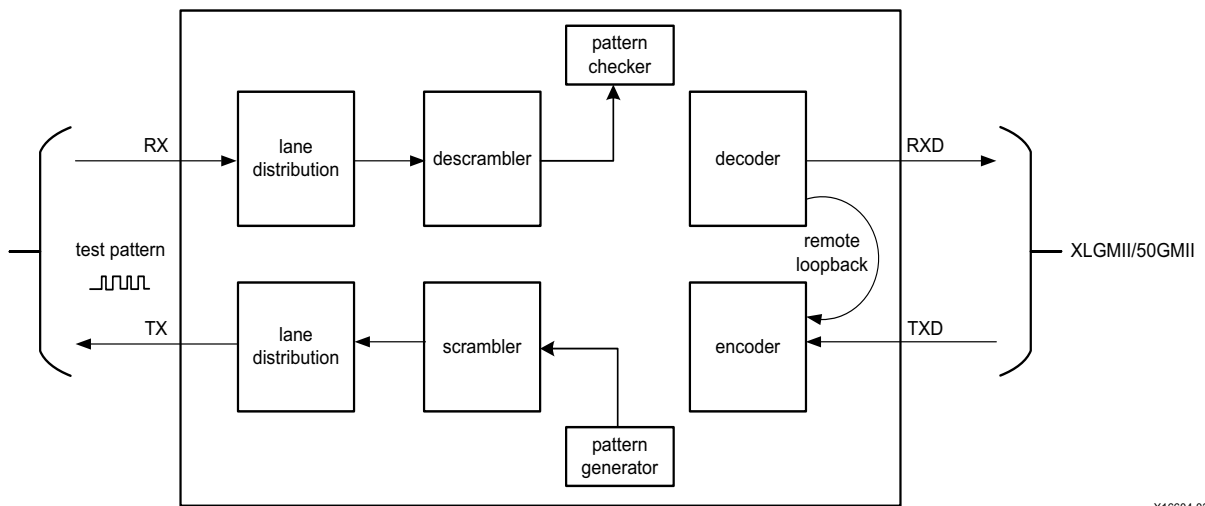 pattern
checker
RX
lane
distribution
descrambler
decoder
RXD
test pattern
remote
loopback
XLGMII/50GMII
TX
lane
distribution
scrambler
encoder
TXD
pattern
generator